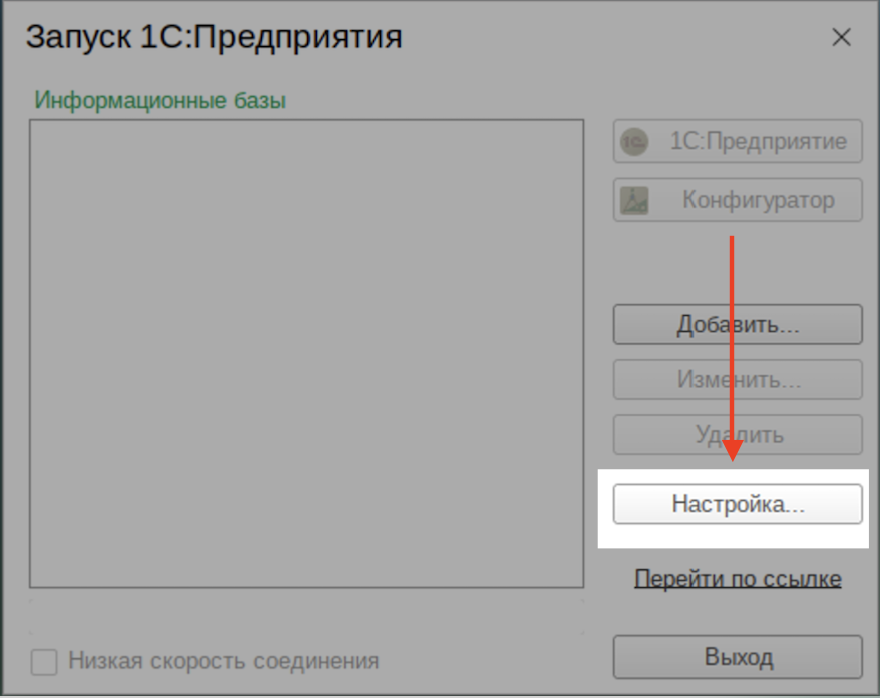 Запуск 1С:Предприятия
Информационные базы
1С:Предприятие
Конфигуратор
Добавить...
Изменить...
Удалить
Настройка...
Перейти по ссылке
Низкая скорость соединения
Выход